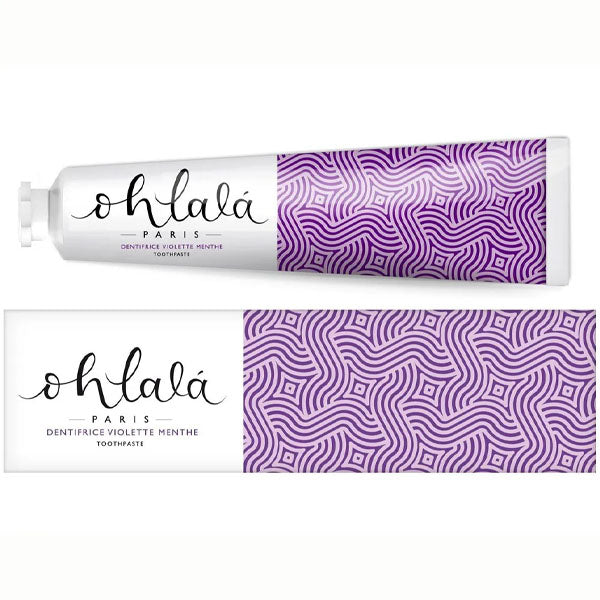 ohlalá
PARIS
DENTIFRICE VIOLETTE MENTHE
TOOTHPASTE
ohlalá
PARIS
DENTIFRICE VIOLETTE MENTHE
TOOTHPASTE